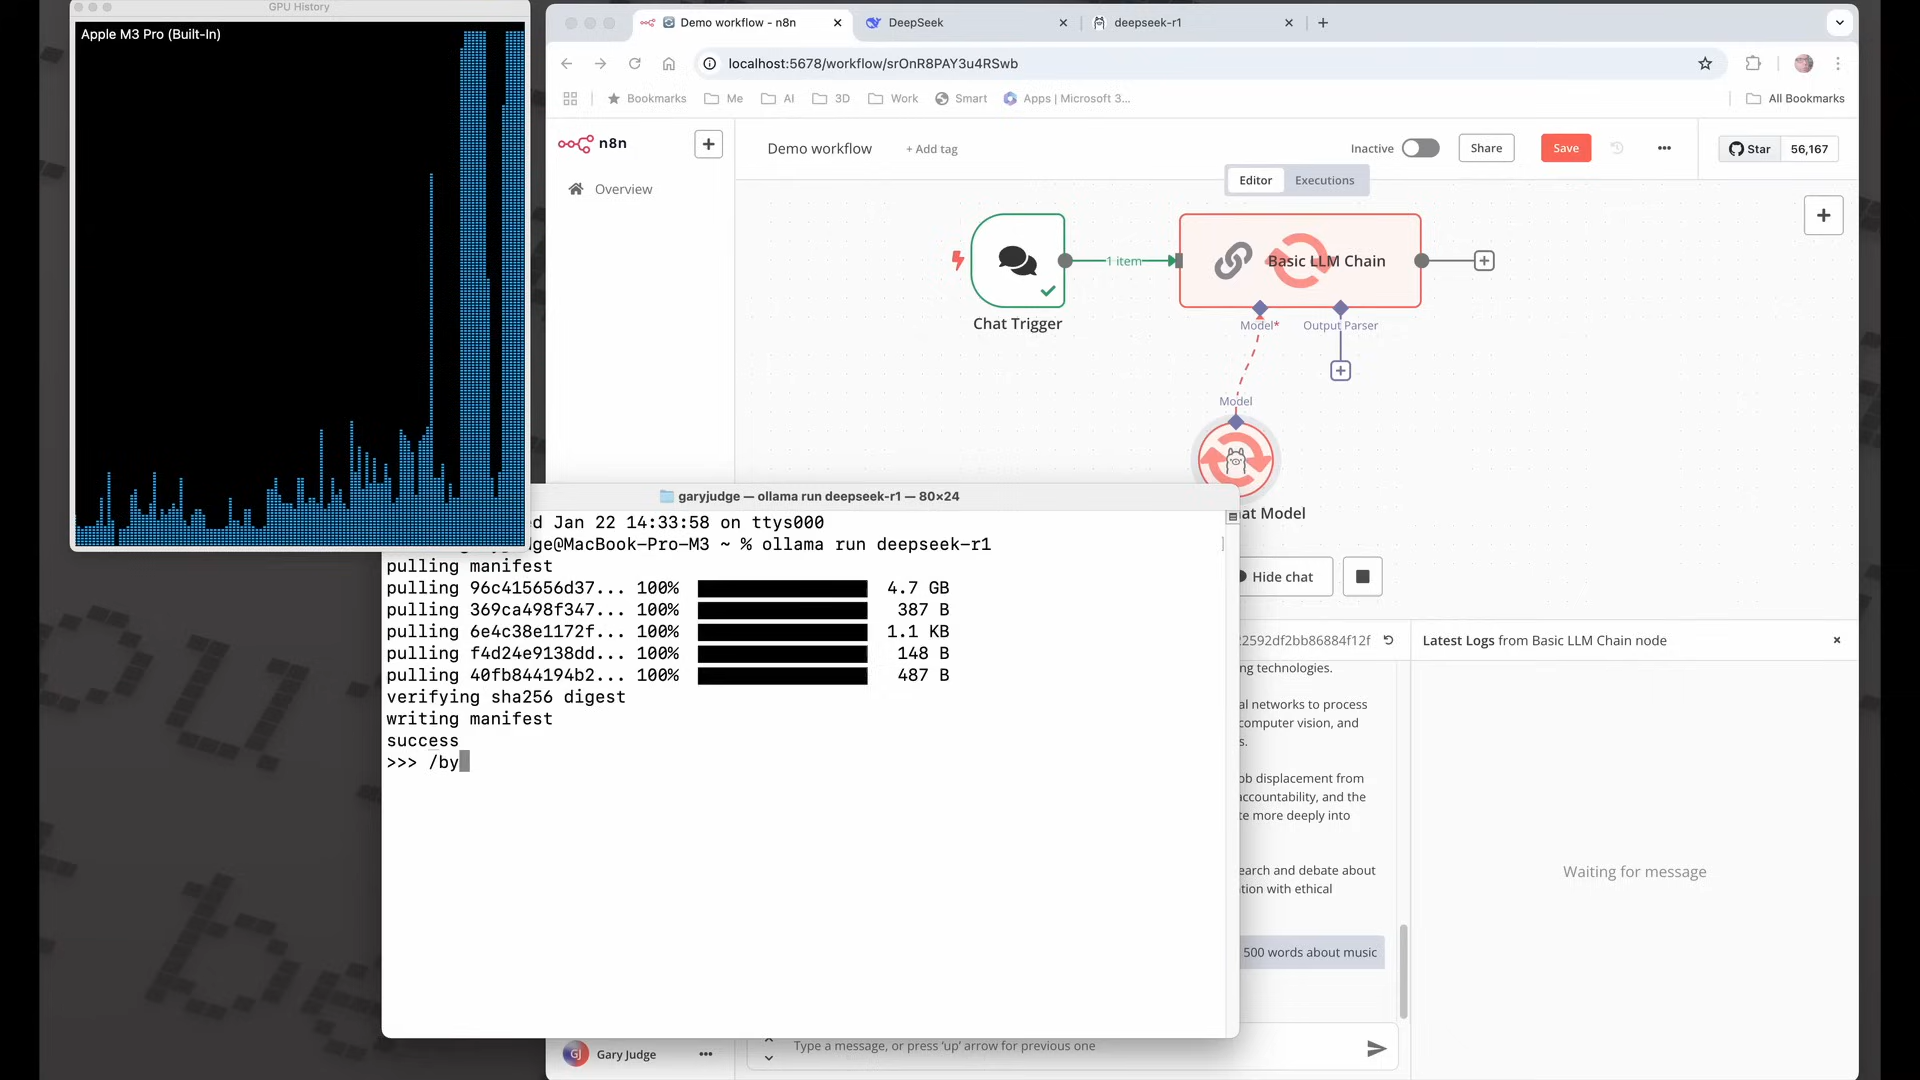 GPU History
Apple M3 Pro (Built-In)
Demo workflow - n8n
DeepSeek
deepseek-r1
localhost:5678/workflow/srOnR8PAY3u4RSwb
Bookmarks
Me
AI
3D
Work
Smart
Apps | Microsoft 3...
All Bookmarks
n8n
Overview
Demo workflow
+ Add tag
Inactive
Share
Save
Star
56,167
Editor
Executions
1 item
Basic LLM Chain
Chat Trigger
Model*
Output Parser
Model
at Model
Hide chat
garyjudge — ollama run deepseek-r1 — 80×24
ed Jan 22 14:33:58 on ttys000
dge@MacBook-Pro-M3 ~ % ollama run deepseek-r1
pulling manifest
pulling 96c415656d37... 100% 4.7 GB
pulling 369ca498f347... 100% 387 B
pulling 6e4c38e1172f... 100% 1.1 KB
pulling f4d24e9138dd... 100% 148 B
pulling 40fb844194b2... 100% 487 B
verifying sha256 digest
writing manifest
success
>>> /by
2592df2bb86884f12f
Latest Logs from Basic LLM Chain node
ng technologies.
al networks to process
computer vision, and
s.
ob displacement from
accountability, and the
te more deeply into
earch and debate about
tion with ethical
500 words about music
Waiting for message
GJ
Gary Judge
Type a message, or press 'up' arrow for previous one